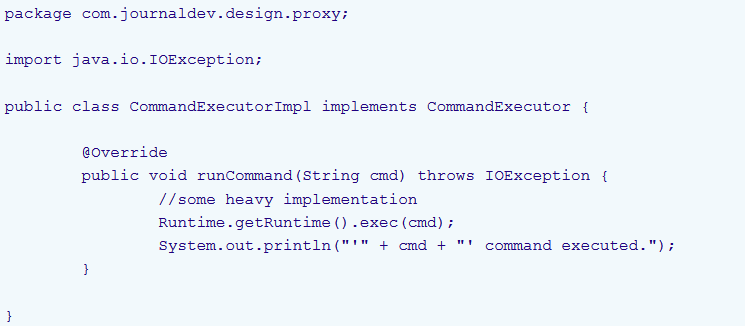 package com.journaldev.design.proxy;
import java.io.IOException;
public class CommandExecutorImpl implements CommandExecutor {
@Override
public void runCommand(String cmd) throws IOException {
//some heavy implementation
Runtime.getRuntime().exec(cmd);
System.out.println("'" + cmd + "' command executed.");
}
}